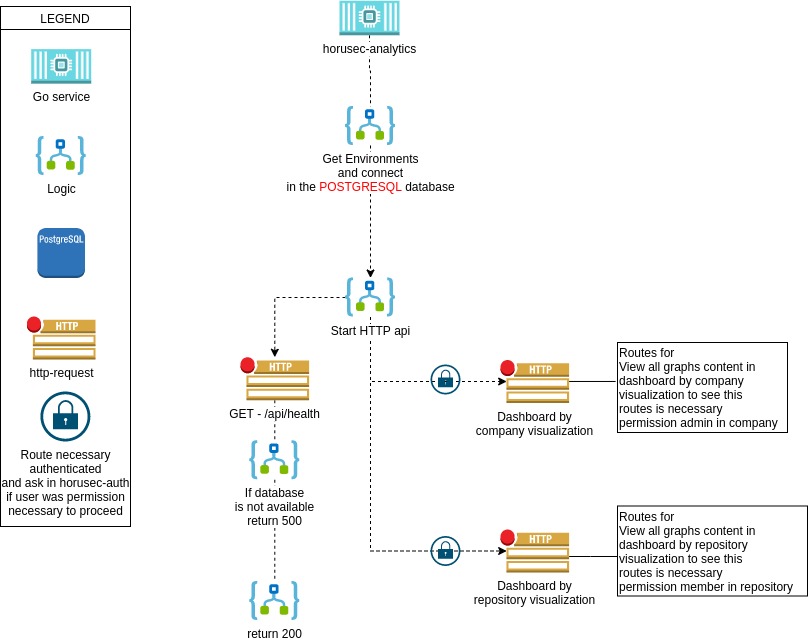 LEGEND
Go service
Logic
PostgreSQL
HTTP
http-request
Route necessary
authenticated
and ask in horusec-auth
if user was permission
necessary to proceed
horusec-analytics
Get Environments
and connect
in the POSTGRESQL database
Start HTTP api
HTTP
GET - /api/health
If database
is not available
return 500
return 200
HTTP
Dashboard by
company visualization
Routes for
View all graphs content in
dashboard by company
visualization to see this
routes is necessary
permission admin in company
HTTP
Dashboard by
repository visualization
Routes for
View all graphs content in
dashboard by repository
visualization to see this
routes is necessary
permission member in repository